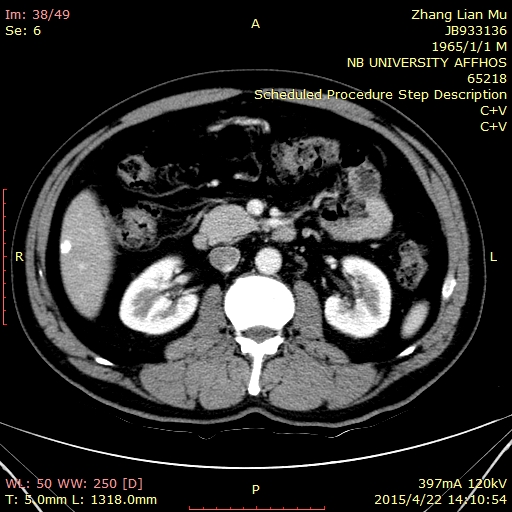 Im: 38/49
Se: 6
A
Zhang Lian Mu
JB933136
1965/1/1 M
NB UNIVERSITY AFFHOS
65218
Scheduled Procedure Step Description
C+V
C+V
R
L
WL: 50 WW: 250 [D]
T: 5.0mm L: 1318.0mm
P
397mA 120kV
2015/4/22 14:10:54